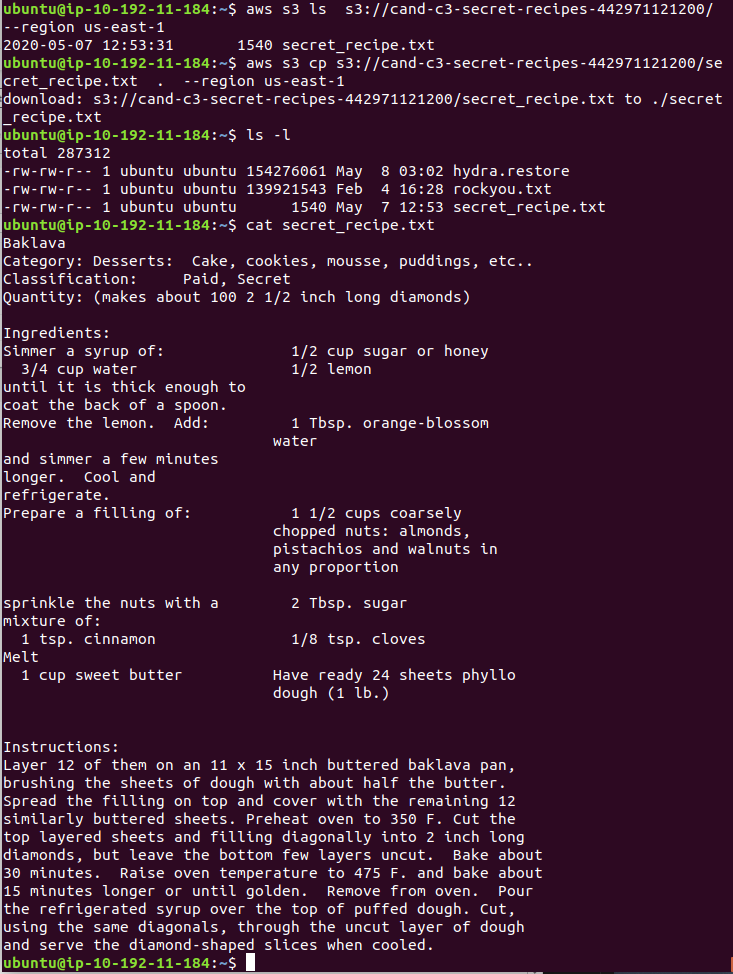 ubuntu@ip-10-192-11-184:~$ aws s3 ls  s3://cand-c3-secret-recipes-442971121200/
--region us-east-1
2020-05-07 12:53:31       1540 secret_recipe.txt
ubuntu@ip-10-192-11-184:~$ aws s3 cp s3://cand-c3-secret-recipes-442971121200/se
cret_recipe.txt  .  --region us-east-1
download: s3://cand-c3-secret-recipes-442971121200/secret_recipe.txt to ./secret
_recipe.txt
ubuntu@ip-10-192-11-184:~$ ls -l
total 287312
-rw-rw-r-- 1 ubuntu ubuntu 154276061 May  8 03:02 hydra.restore
-rw-rw-r-- 1 ubuntu ubuntu 139921543 Feb  4 16:28 rockyou.txt
-rw-rw-r-- 1 ubuntu ubuntu      1540 May  7 12:53 secret_recipe.txt
ubuntu@ip-10-192-11-184:~$ cat secret_recipe.txt
Baklava
Category: Desserts:  Cake, cookies, mousse, puddings, etc..
Classification:     Paid, Secret
Quantity: (makes about 100 2 1/2 inch long diamonds)

Ingredients:
Simmer a syrup of:              1/2 cup sugar or honey
  3/4 cup water                 1/2 lemon
until it is thick enough to
coat the back of a spoon.
Remove the lemon.  Add:         1 Tbsp. orange-blossom
                              water
and simmer a few minutes
longer.  Cool and
refrigerate.
Prepare a filling of:           1 1/2 cups coarsely
                              chopped nuts: almonds,
                              pistachios and walnuts in
                              any proportion

sprinkle the nuts with a        2 Tbsp. sugar
mixture of:
  1 tsp. cinnamon               1/8 tsp. cloves
Melt
  1 cup sweet butter          Have ready 24 sheets phyllo
                              dough (1 lb.)

Instructions:
Layer 12 of them on an 11 x 15 inch buttered baklava pan,
brushing the sheets of dough with about half the butter.
Spread the filling on top and cover with the remaining 12
similarly buttered sheets. Preheat oven to 350 F. Cut the
top layered sheets and filling diagonally into 2 inch long
diamonds, but leave the bottom few layers uncut.  Bake about
30 minutes.  Raise oven temperature to 475 F. and bake about
15 minutes longer or until golden.  Remove from oven.  Pour
the refrigerated syrup over the top of puffed dough. Cut,
using the same diagonals, through the uncut layer of dough
and serve the diamond-shaped slices when cooled.
ubuntu@ip-10-192-11-184:~$